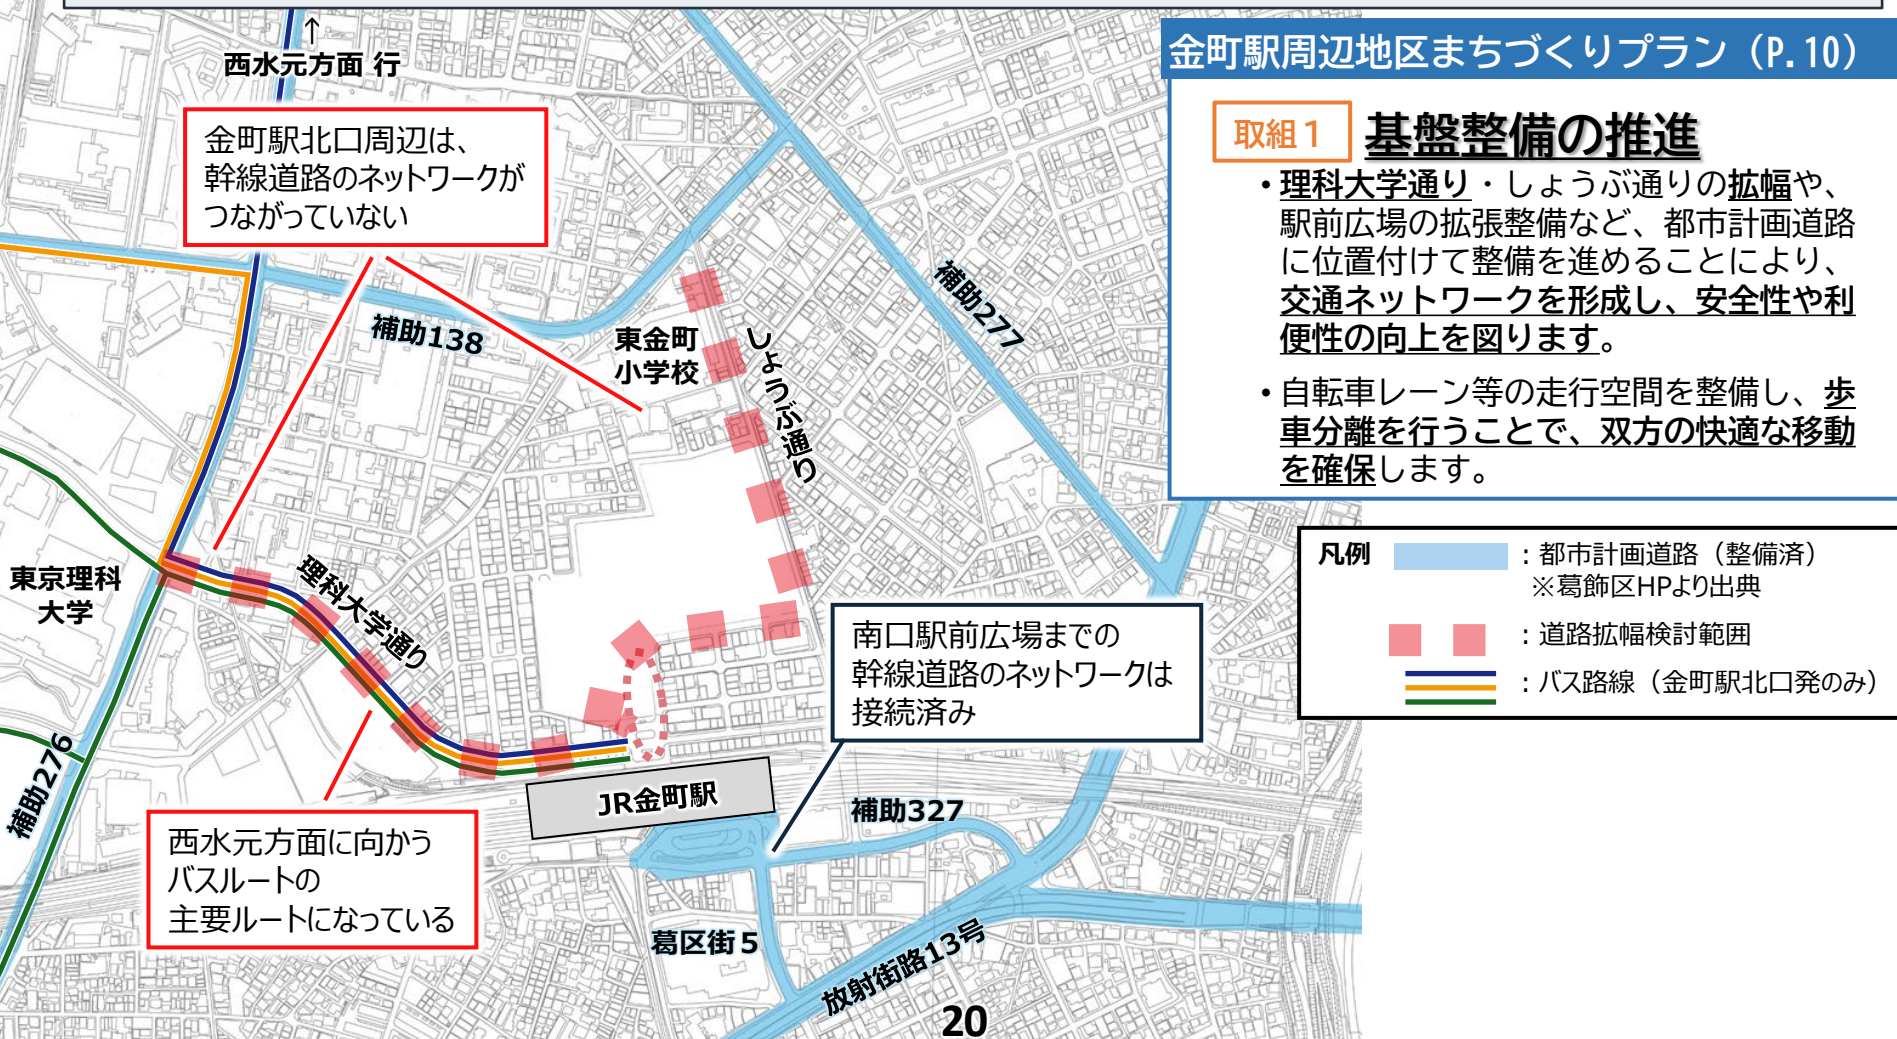 ↑
西水元方面 行
金町駅北口周辺は、
幹線道路のネットワークが
つながっていない
補助138
東金町
小学校
しょうぶ通り
補助277
東京理科
大学
理科大学通り
補助276
西水元方面に向かう
バスルートの
主要ルートになっている
南口駅前広場までの
幹線道路のネットワークは
接続済み
JR金町駅
補助327
葛区街5
放射街路13号
金町駅周辺地区まちづくりプラン（P.10）
取組1 基盤整備の推進
・理科大学通り・しょうぶ通りの拡幅や、
駅前広場の拡張整備など、都市計画道路
に位置付けて整備を進めることにより、
交通ネットワークを形成し、安全性や利
便性の向上を図ります。
・自転車レーン等の走行空間を整備し、歩
車分離を行うことで、双方の快適な移動
を確保します。
凡例
：都市計画道路（整備済）
※葛飾区HPより出典
：道路拡幅検討範囲
：バス路線（金町駅北口発のみ）
20